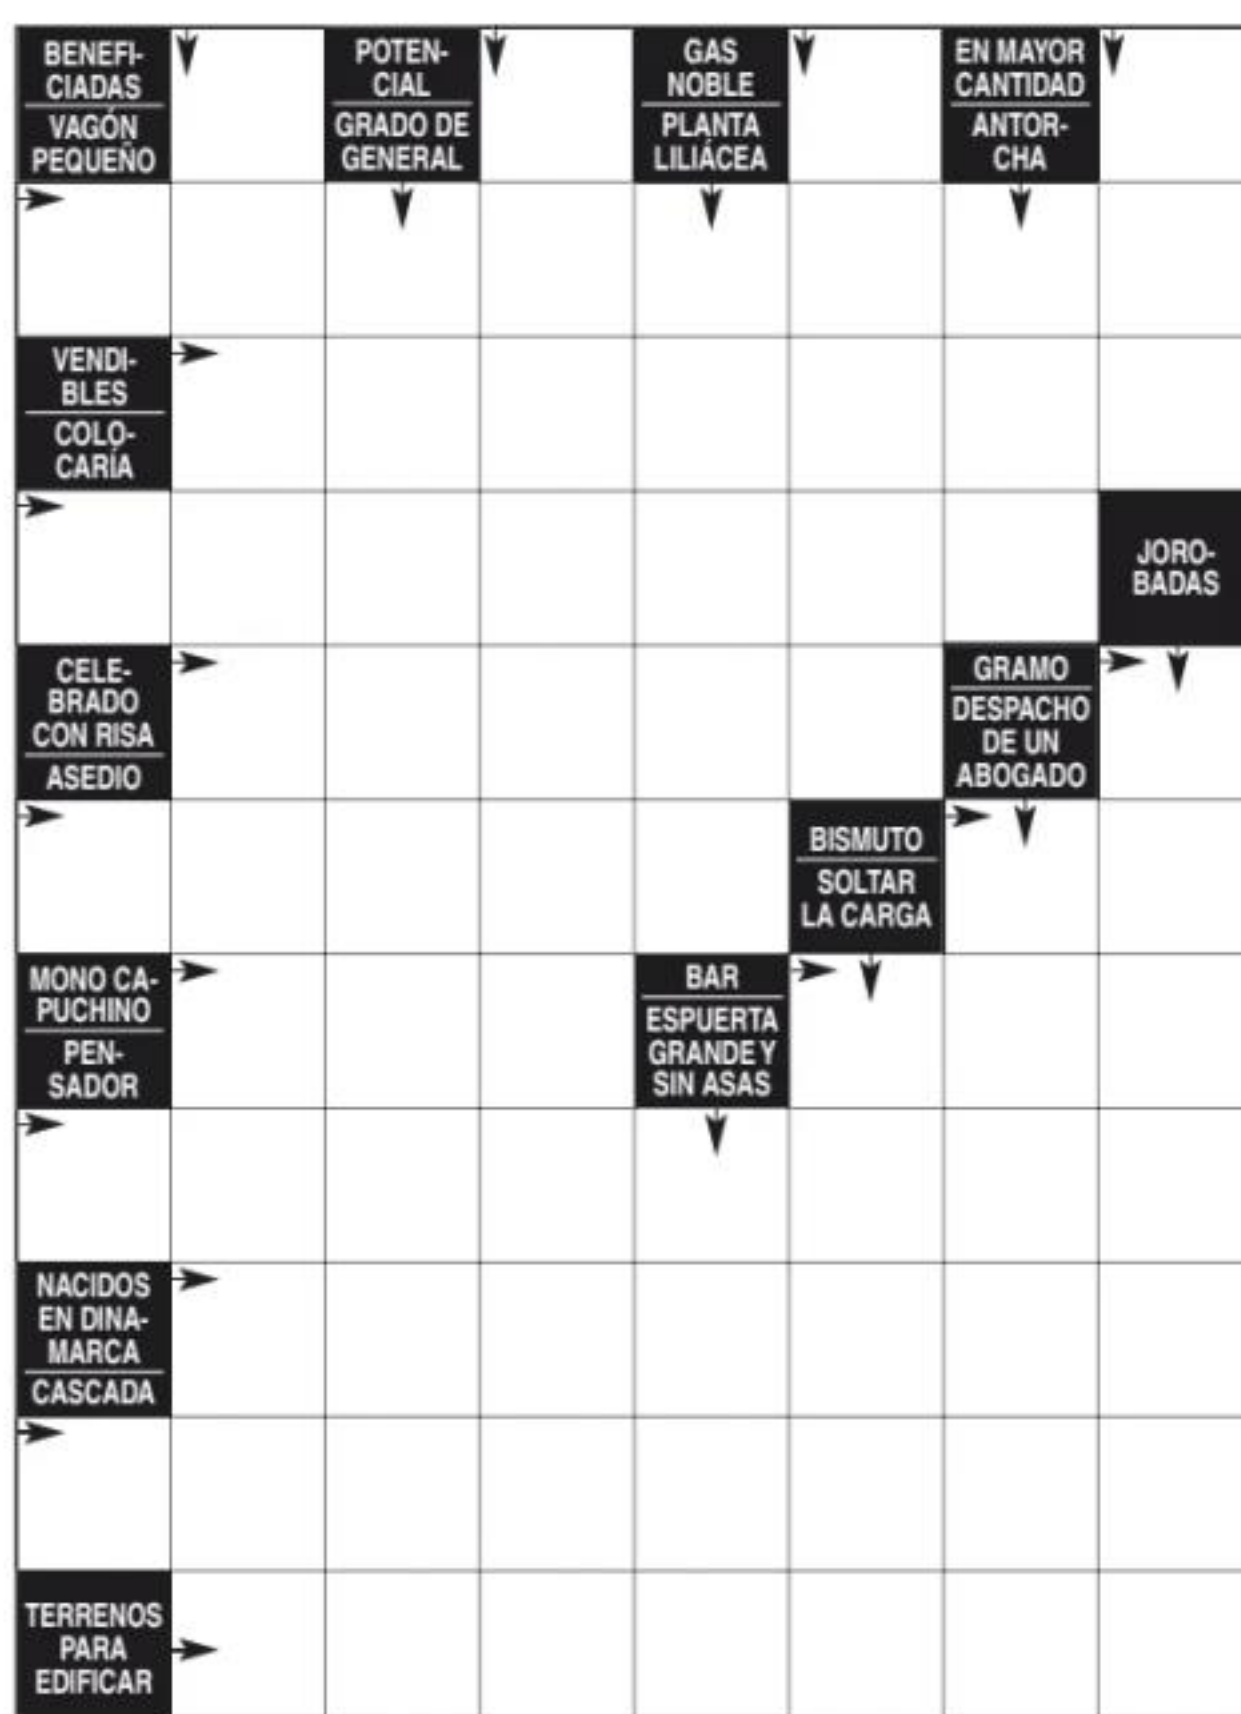 BENEFI-
CIADAS
VAGÓN
PEQUEÑO
POTEN-
CIAL
GRADO DE
GENERAL
GAS
NOBLE
PLANTA
LILIÁCEA
EN MAYOR
CANTIDAD
ANTOR-
CHA
VENDI-
BLES
COLO-
CARÍA
JORO-
BADAS
CELE-
BRADO
CON RISA
ASEDIO
GRAMO
DESPACHO
DE UN
ABOGADO
BISMUTO
SOLTAR
LA CARGA
MONO CA-
PUCHINO
PEN-
SADOR
BAR
ESPUERTA
GRANDE Y
SIN ASAS
NACIDOS
EN DINA-
MARCA
CASCADA
TERRENOS
PARA
EDIFICAR